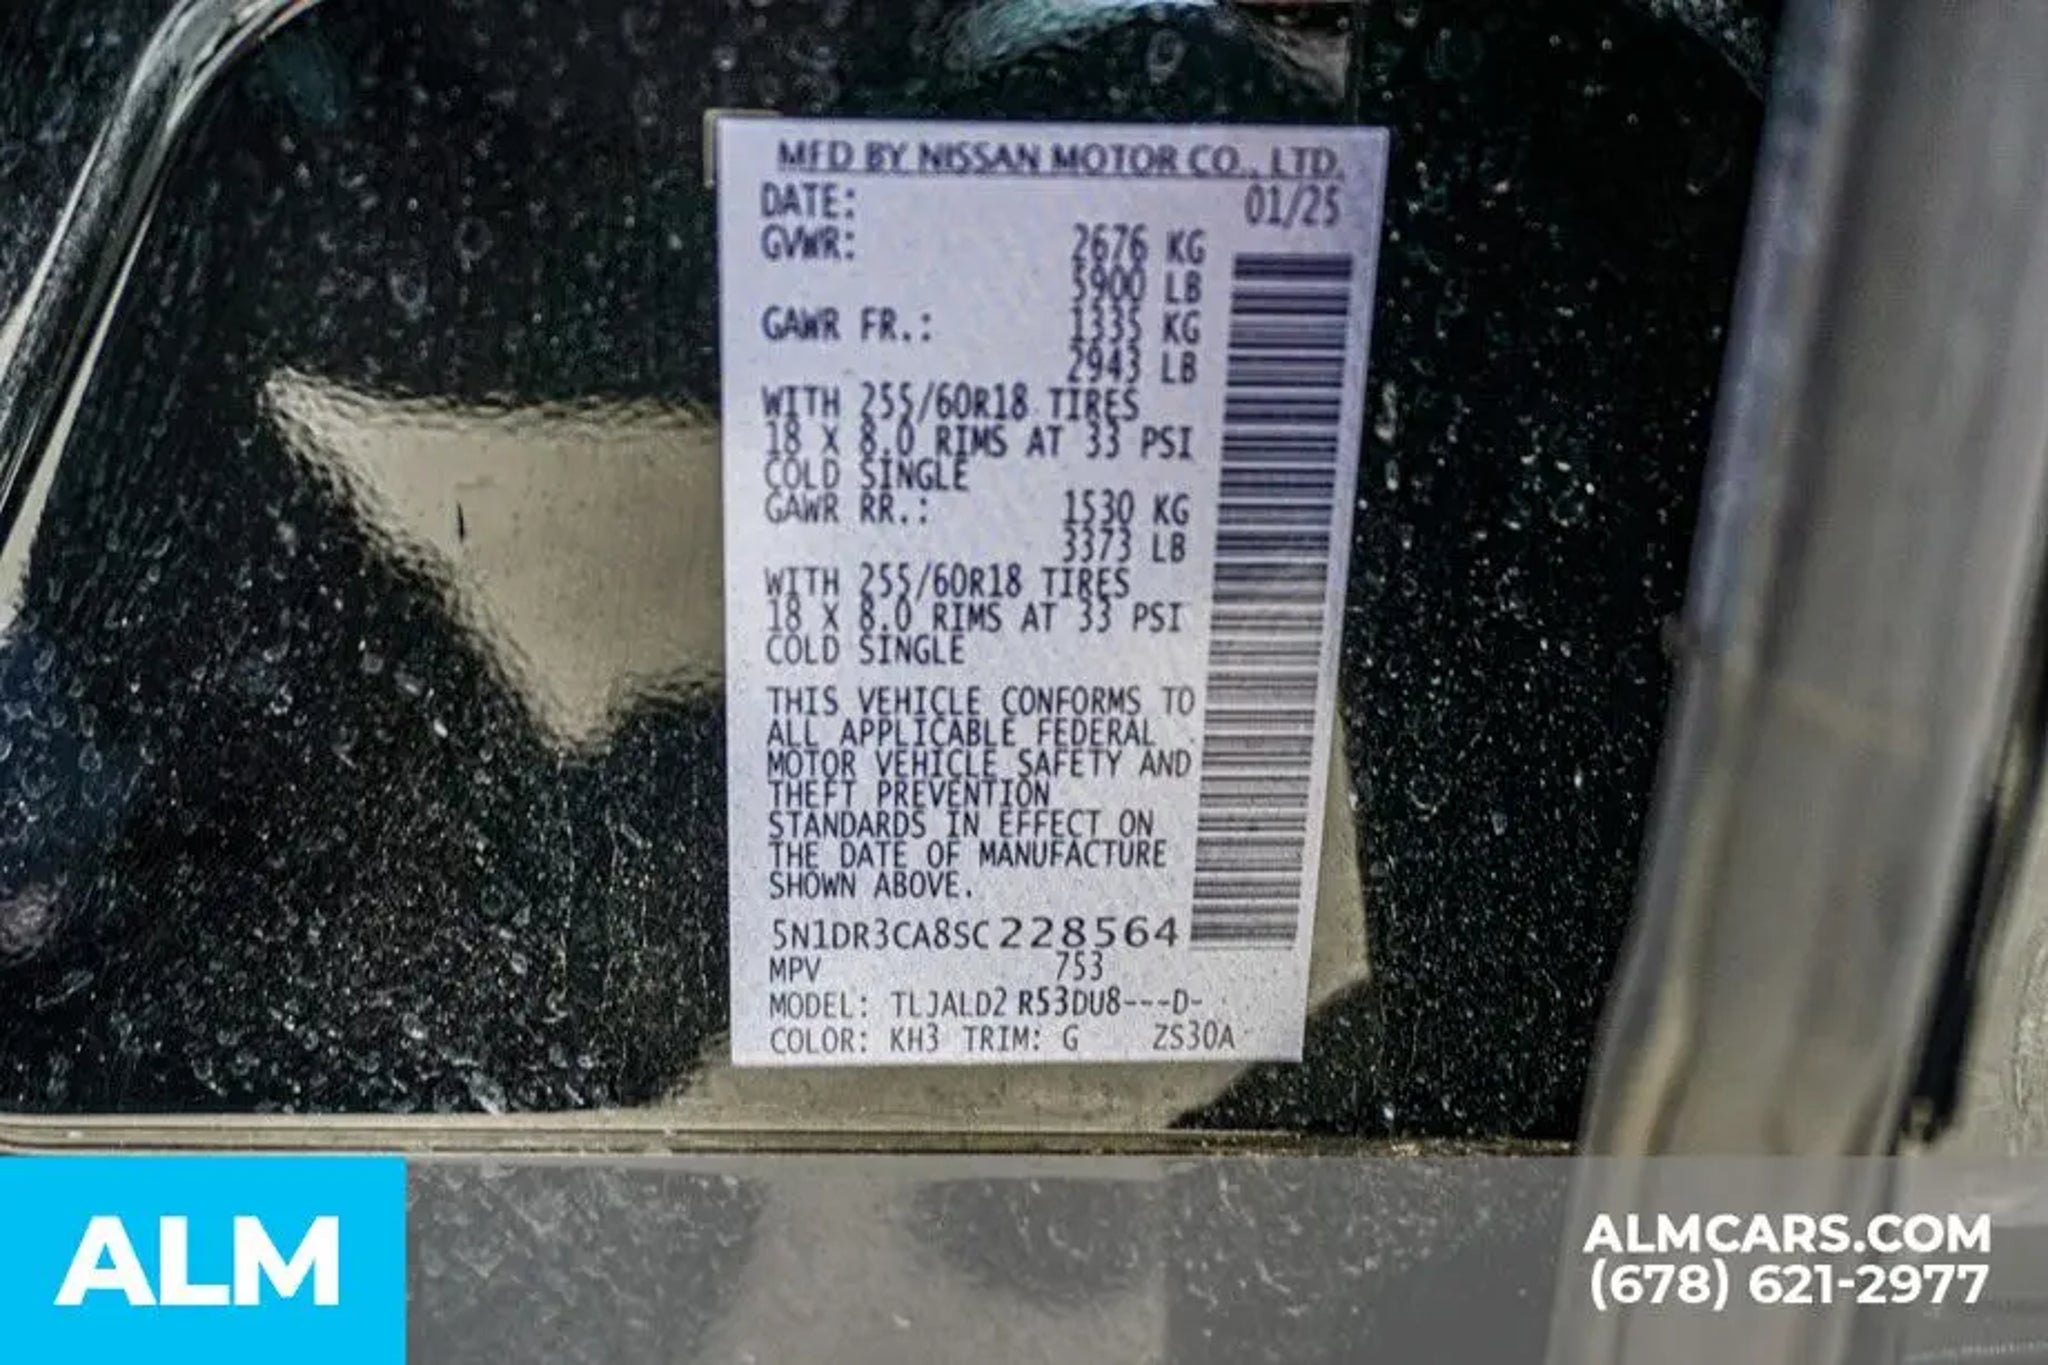 MFD BY NISSAN MOTOR CO., LTD.
DATE: 01/25
GVWR: 2676 KG
5900 LB
GAWR FR.: 1335 KG
2943 LB
WITH 255/60R18 TIRES
18 X 8.0 RIMS AT 33 PSI
COLD SINGLE
GAWR RR.: 1530 KG
3373 LB
WITH 255/60R18 TIRES
18 X 8.0 RIMS AT 33 PSI
COLD SINGLE
THIS VEHICLE CONFORMS TO
ALL APPLICABLE FEDERAL
MOTOR VEHICLE SAFETY AND
THEFT PREVENTION
STANDARDS IN EFFECT ON
THE DATE OF MANUFACTURE
SHOWN ABOVE.
5N1DR3CA8SC228564
MPV 753
MODEL: TLJALD2 R53DU8---D-
COLOR: KH3 TRIM: G ZS30A
ALM
ALMCARS.COM
(678) 621-2977